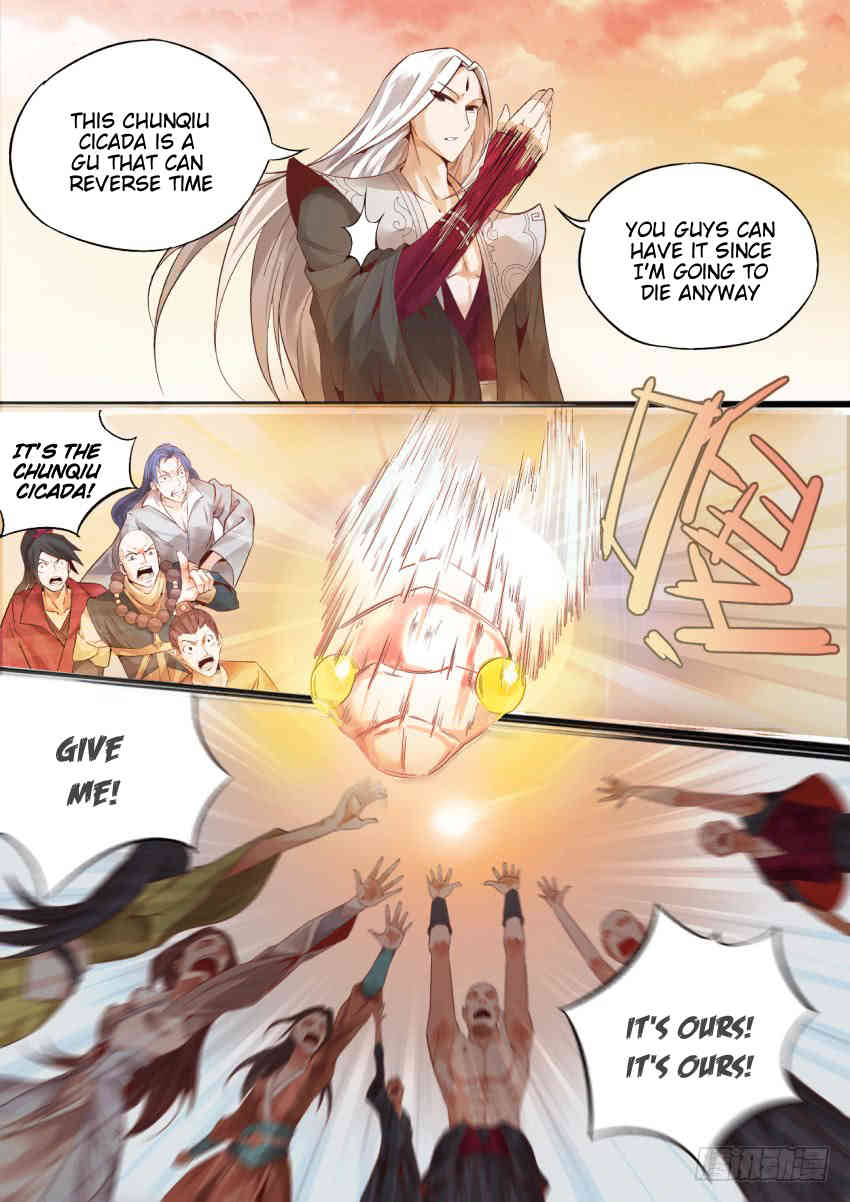 THIS CHUNQIU
CICADA IS A
GU THAT CAN
REVERSE TIME
YOU GUYS CAN
HAVE IT SINCE
I'M GOING TO
DIE ANYWAY
IT'S THE
CHUNQIU
CICADA!
GIVE
ME!
IT'S OURS!
IT'S OURS!